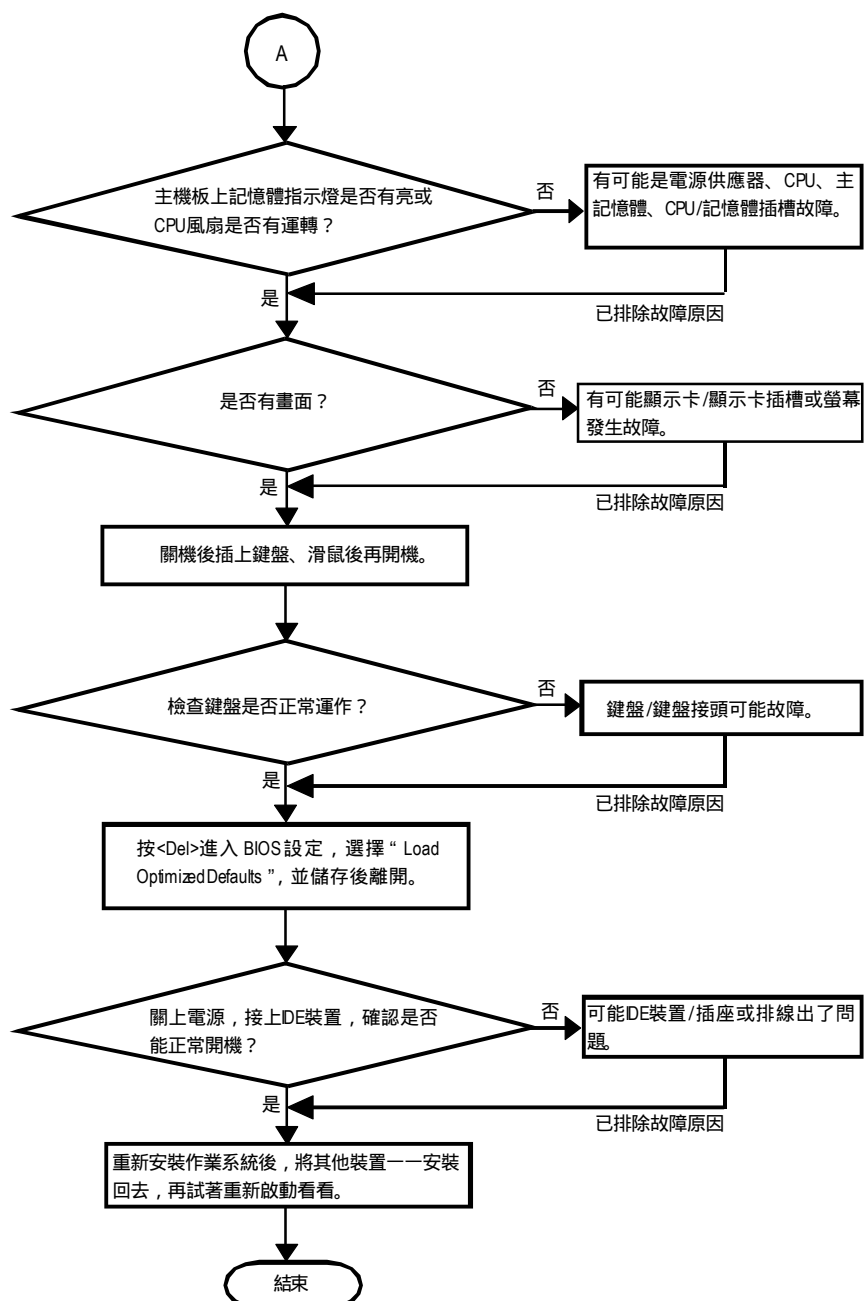 A
主機板上記憶體指示燈是否有亮或
CPU風扇是否有運轉？
否
有可能是電源供應器、CPU、主
記憶體、CPU/記憶體插槽故障。
是
已排除故障原因
是否有畫面？
否
有可能顯示卡/顯示卡插槽或螢幕
發生故障。
是
已排除故障原因
關機後插上鍵盤、滑鼠後再開機。
檢查鍵盤是否正常運作？
否
鍵盤/鍵盤接頭可能故障。
是
已排除故障原因
按<Del>進入 BIOS設定，選擇 “ Load
Optimized Defaults ”, 並儲存後離開。
關上電源，接上IDE裝置，確認是否
能正常開機？
否
可能IDE裝置/插座或排線出了問
題。
是
已排除故障原因
重新安裝作業系統後，將其他裝置一一安裝
回去，再試著重新啟動看看。
結束